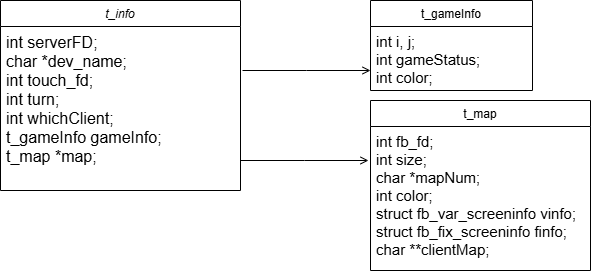 t_info
int serverFD;
char *dev_name;
int touch_fd;
int turn;
int whichClient;
t_gameInfo gameInfo;
t_map *map;
t_gameInfo
int i, j;
int gameStatus;
int color;
t_map
int fb_fd;
int size;
char *mapNum;
int color;
struct fb_var_screeninfo vinfo;
struct fb_fix_screeninfo finfo;
char **clientMap;